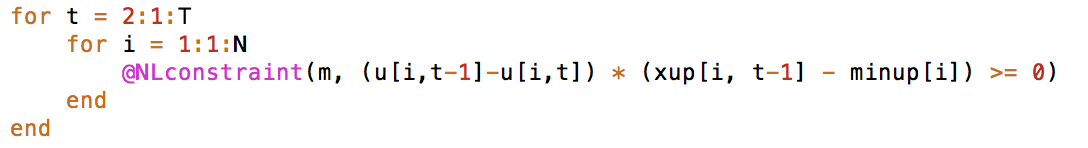 for t = 2:1:T
    for i = 1:1:N
        @NLconstraint(m, (u[i,t-1]-u[i,t]) * (xup[i, t-1] - minup[i]) >= 0)
    end
end